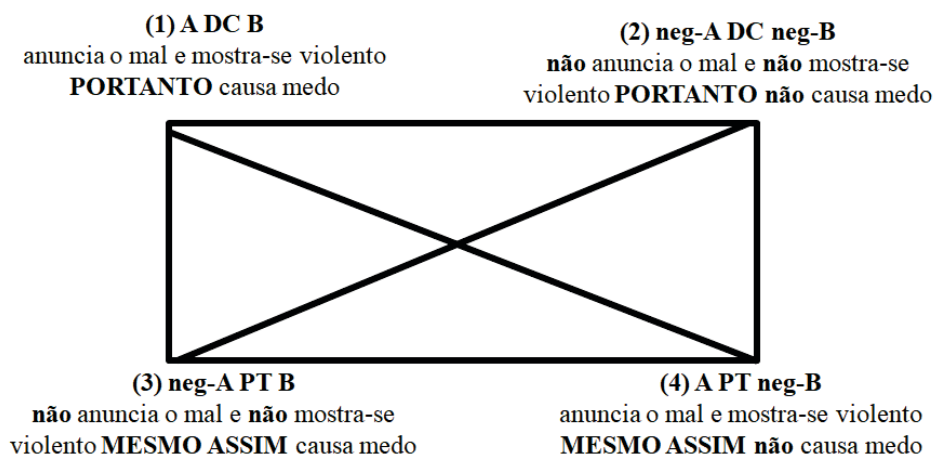 (1) A DC B
anuncia o mal e mostra-se violento
PORTANTO causa medo
(2) neg-A DC neg-B
não anuncia o mal e não mostra-se
violento PORTANTO não causa medo
(3) neg-A PT B
não anuncia o mal e não mostra-se
violento MESMO ASSIM causa medo
(4) A PT neg-B
anuncia o mal e mostra-se violento
MESMO ASSIM não causa medo